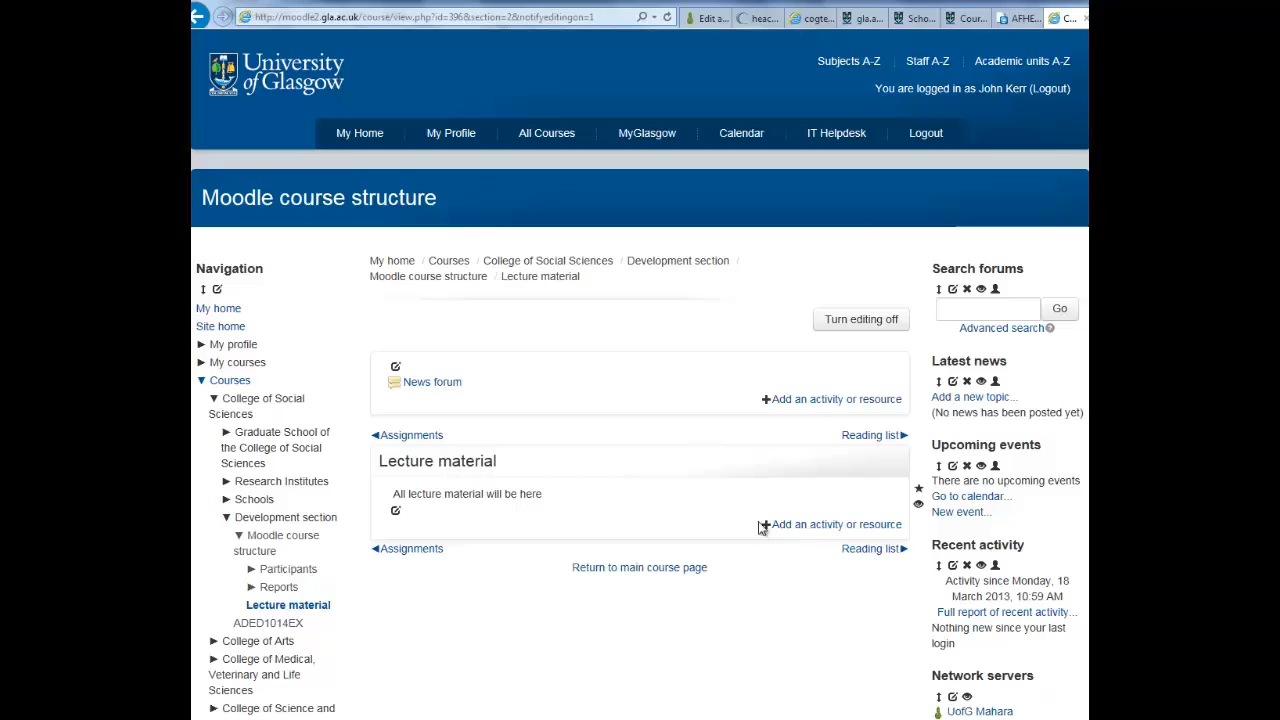 http://moodle2.gla.ac.uk/course/view.php?id=396&section=2&notifyeditingon=1
Edit a...
heac...
cogte...
gla.a...
Scho...
Cour...
AFHE...
C...
University
of Glasgow
Subjects A-Z
Staff A-Z
Academic units A-Z
You are logged in as John Kerr (Logout)
My Home
My Profile
All Courses
MyGlasgow
Calendar
IT Helpdesk
Logout
Moodle course structure
Navigation
My home
Site home
My profile
My courses
Courses
College of Social
Sciences
Graduate School of
the College of Social
Sciences
Research Institutes
Schools
Development section
Moodle course
structure
Participants
Reports
Lecture material
ADED1014EX
College of Arts
College of Medical,
Veterinary and Life
Sciences
College of Science and
My home / Courses / College of Social Sciences / Development section /
Moodle course structure / Lecture material
Turn editing off
News forum
Add an activity or resource
Assignments
Reading list
Lecture material
All lecture material will be here
Add an activity or resource
Assignments
Reading list
Return to main course page
Search forums
Go
Advanced search
Latest news
Add a new topic...
(No news has been posted yet)
Upcoming events
There are no upcoming events
Go to calendar...
New event...
Recent activity
Activity since Monday, 18
March 2013, 10:59 AM
Full report of recent activity...
Nothing new since your last
login
Network servers
UofG Mahara